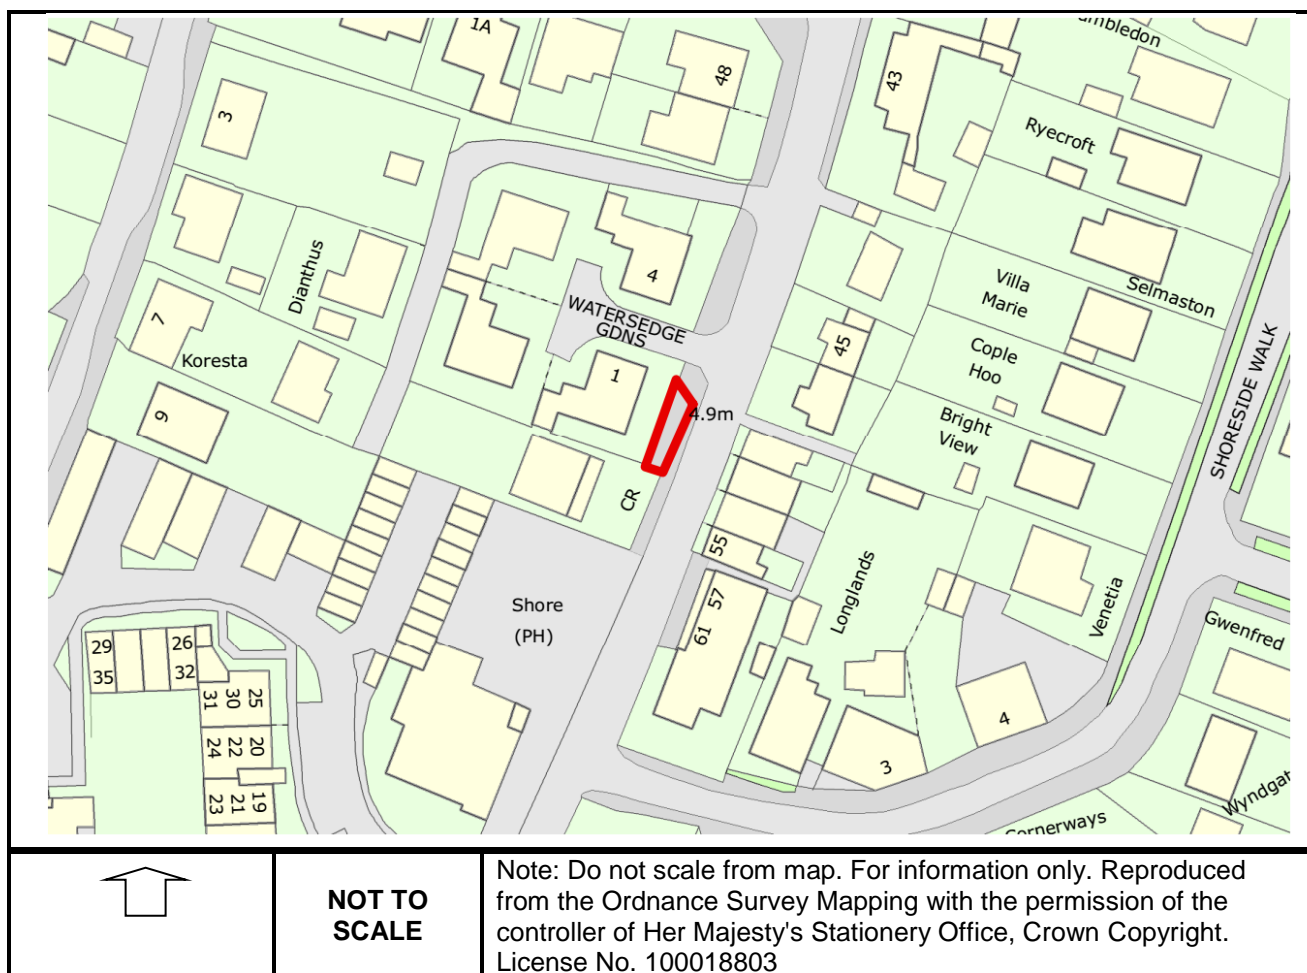 1A
48
43
3
Ryecroft
Dianthus
4
Villa
Marie
Selmaston
WATERSEDGE
GDNS
7
Koresta
1
45
Cople
Hoo
SHORESIDE WALK
9
4.9m
Bright
View
CR
55
Longlands
Shore
(PH)
57
61
Venetia
Gwenfred
29
35
26
32
31
30
25
24
22
20
23
21
19
4
3
NOT TO
SCALE
Note: Do not scale from map. For information only. Reproduced
from the Ordnance Survey Mapping with the permission of the
controller of Her Majesty's Stationery Office, Crown Copyright.
License No. 100018803